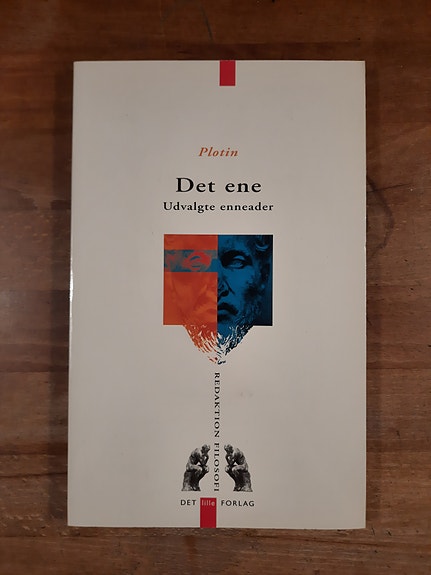 Plotin
Det ene
Udvalgte enneader
REDAKTION FILOSOFI
DET lille FORLAG